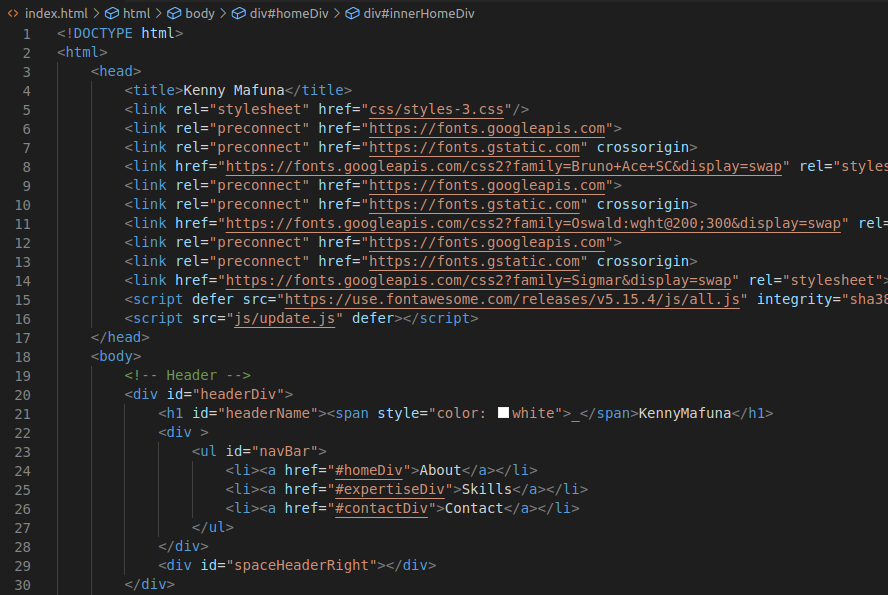 index.html > html > body > div#homeDiv > div#innerHomeDiv
1 <!DOCTYPE html>
2 <html>
3 <head>
4 <title>Kenny Mafuna</title>
5 <link rel="stylesheet" href="css/styles-3.css"/>
6 <link rel="preconnect" href="https://fonts.googleapis.com">
7 <link rel="preconnect" href="https://fonts.gstatic.com" crossorigin>
8 <link href="https://fonts.googleapis.com/css2?family=Bruno+Ace+SC&display=swap" rel="styles
9 <link rel="preconnect" href="https://fonts.googleapis.com">
10 <link rel="preconnect" href="https://fonts.gstatic.com" crossorigin>
11 <link href="https://fonts.googleapis.com/css2?family=Oswald:wght@200;300&display=swap" rel=
12 <link rel="preconnect" href="https://fonts.googleapis.com">
13 <link rel="preconnect" href="https://fonts.gstatic.com" crossorigin>
14 <link href="https://fonts.googleapis.com/css2?family=Sigmar&display=swap" rel="stylesheet">
15 <script defer src="https://use.fontawesome.com/releases/v5.15.4/js/all.js" integrity="sha38
16 <script src="js/update.js" defer></script>
17 </head>
18 <body>
19 <!-- Header -->
20 <div id="headerDiv">
21 <h1 id="headerName"><span style="color: white">_</span>KennyMafuna</h1>
22 <div >
23 <ul id="navBar">
24 <li><a href="#homeDiv">About</a></li>
25 <li><a href="#expertiseDiv">Skills</a></li>
26 <li><a href="#contactDiv">Contact</a></li>
27 </ul>
28 </div>
29 <div id="spaceHeaderRight"></div>
30 </div>